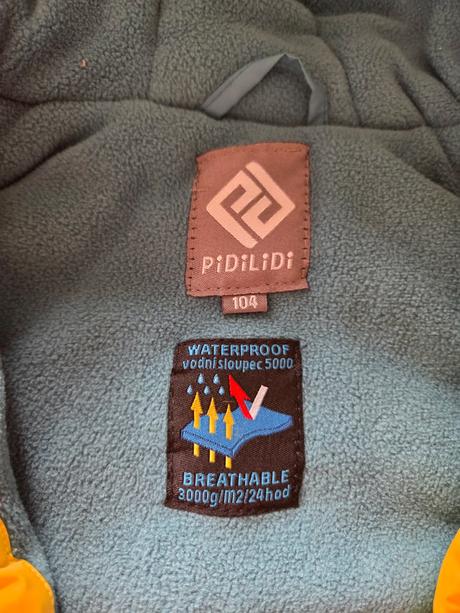 PiDiLiDi
104
WATERPROOF
vodní sloupec 5000
BREATHABLE
3000g/m2/24hod